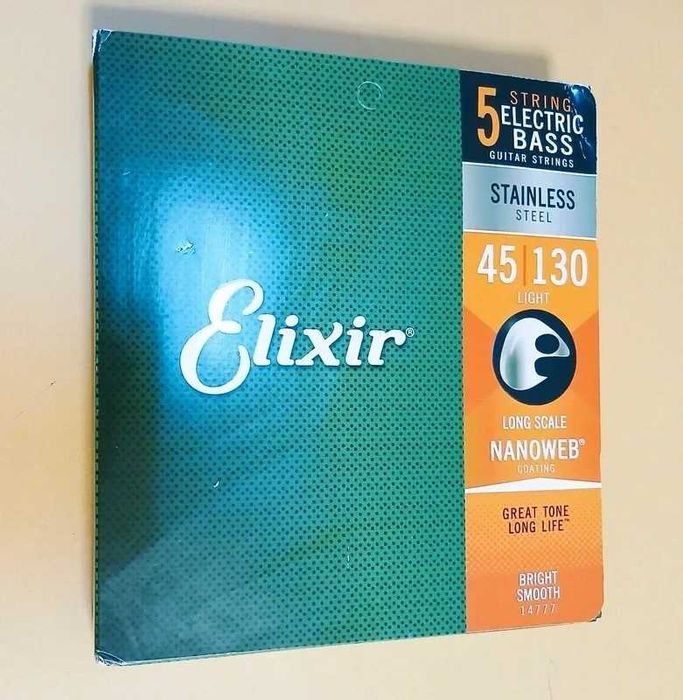 Elixir®
5 STRING
ELECTRIC
BASS
GUITAR STRINGS
STAINLESS
STEEL
45|130
LIGHT
LONG SCALE
NANOWEB®
COATING
GREAT TONE
LONG LIFE™
BRIGHT
SMOOTH
14777